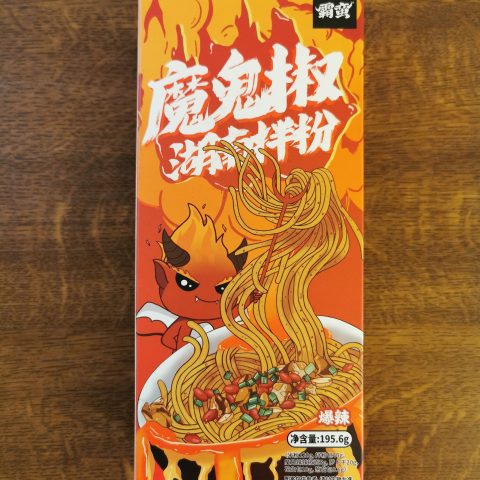 霸蛮
魔鬼椒
湖南拌粉
爆辣
净含量:195.6g